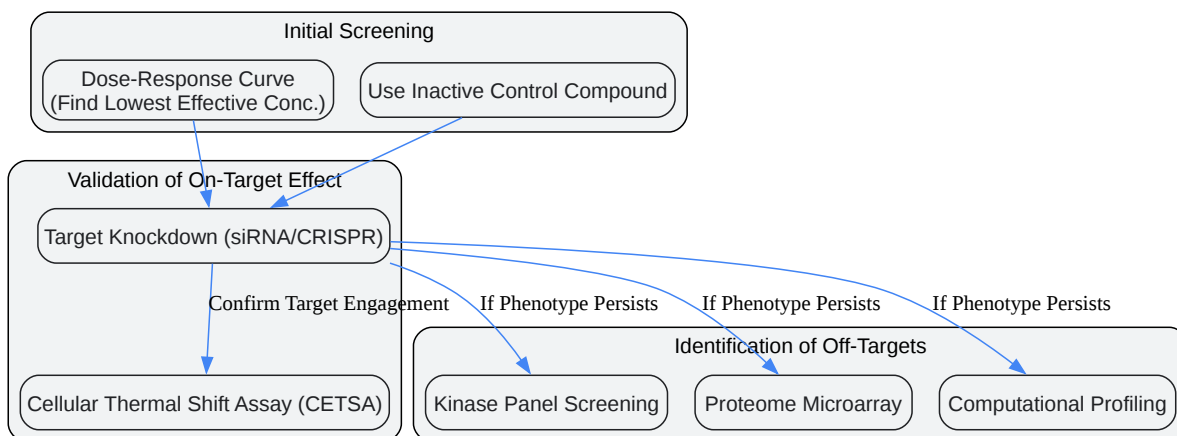 Initial Screening
Dose-Response Curve
(Find Lowest Effective Conc.)
Use Inactive Control Compound
Validation of On-Target Effect
Target Knockdown (siRNA/CRISPR)
Confirm Target Engagement
If Phenotype Persists
If Phenotype Persists
If Phenotype Persists
Identification of Off-Targets
Cellular Thermal Shift Assay (CETSA)
Kinase Panel Screening
Proteome Microarray
Computational Profiling